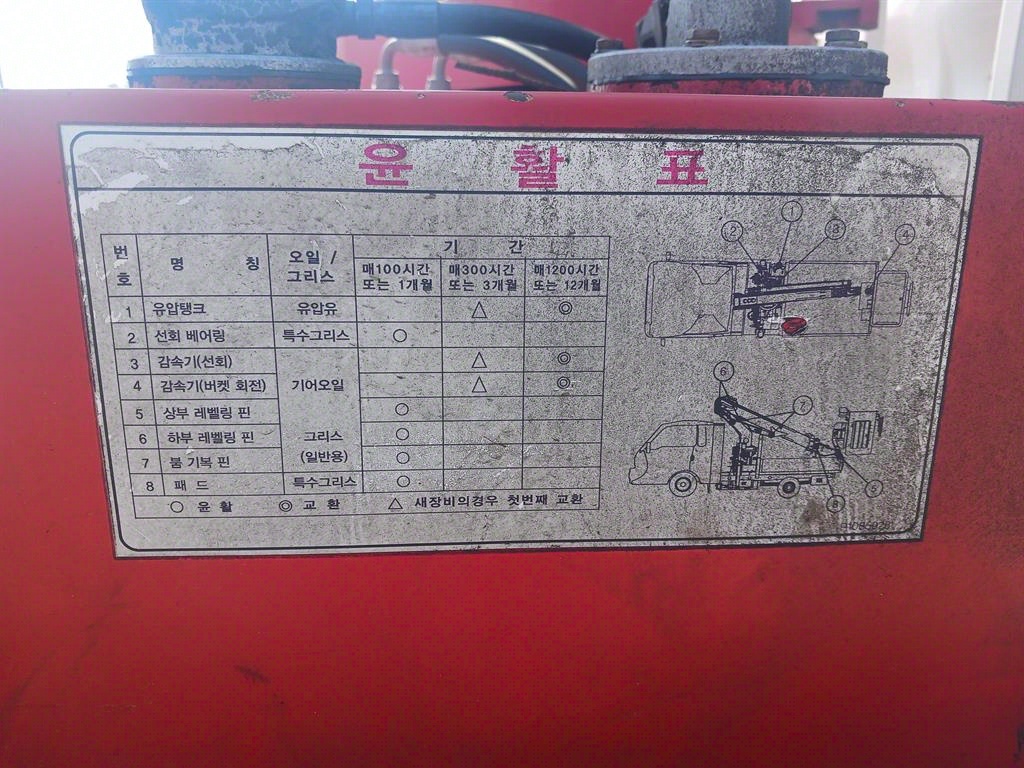 윤 활 표
번호 명 칭 오일 / 그리스 기 간
매100시간 또는 1개월 매300시간 또는 3개월 매1200시간 또는 12개월
1 유압탱크 유압유 △ ◎
2 선회 베어링 특수그리스 ○
3 감속기(선회) △ ◎
4 감속기(버켓 회전) 기어오일 △ ◎
5 상부 레벨링 핀 ○
6 하부 레벨링 핀 그리스 ○
7 붐 기복 핀 (일반용) ○
8 패 드 특수그리스 ○
○ 윤 활 ◎ 교 환 △ 새장비의경우 첫번째 교환
1
2
3
4
6
7
5
8